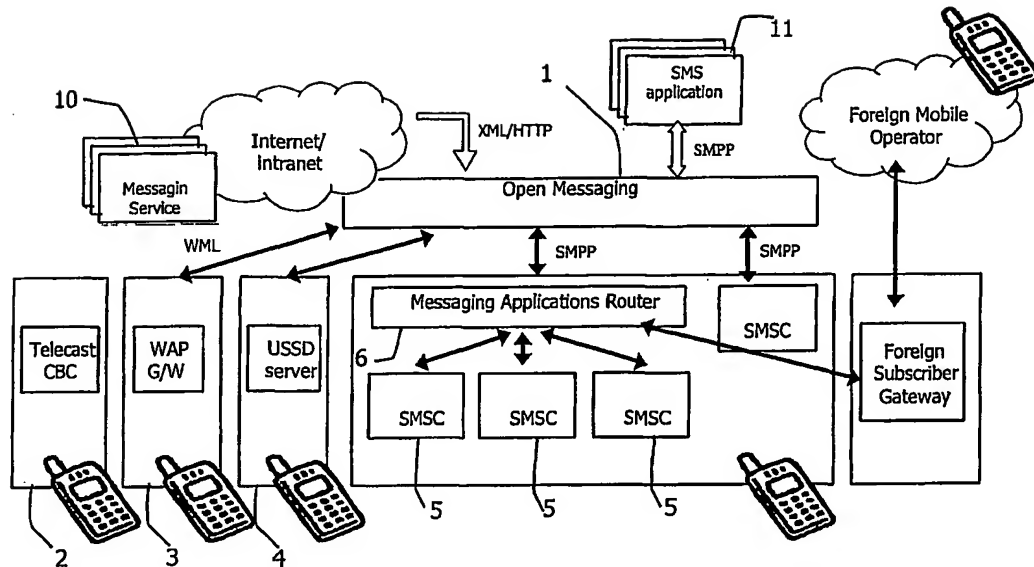 11
SMS
application
1
10
Foreign Mobile
Operator
Internet/
Intranet
XML/HTTP
SMPP
Messagin
Service
Open Messaging
WML
SMPP
SMPP
Messaging Applications Router
Telecast
CBC
WAP
G/W
USSD
server
SMSC
Foreign
Subscriber
Gateway
6
SMSC
SMSC
SMSC
2
3
4
5
5
5